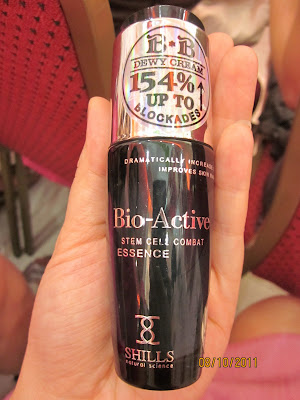 B*B
DEWY CREAM
154%
UP TO
BLOCKADES
DRAMATICALLY INCREAS
IMPROVES SKIN
Bio-Active
STEM CELL COMBAT
ESSENCE
SHILLS
natural science
08/10/2011